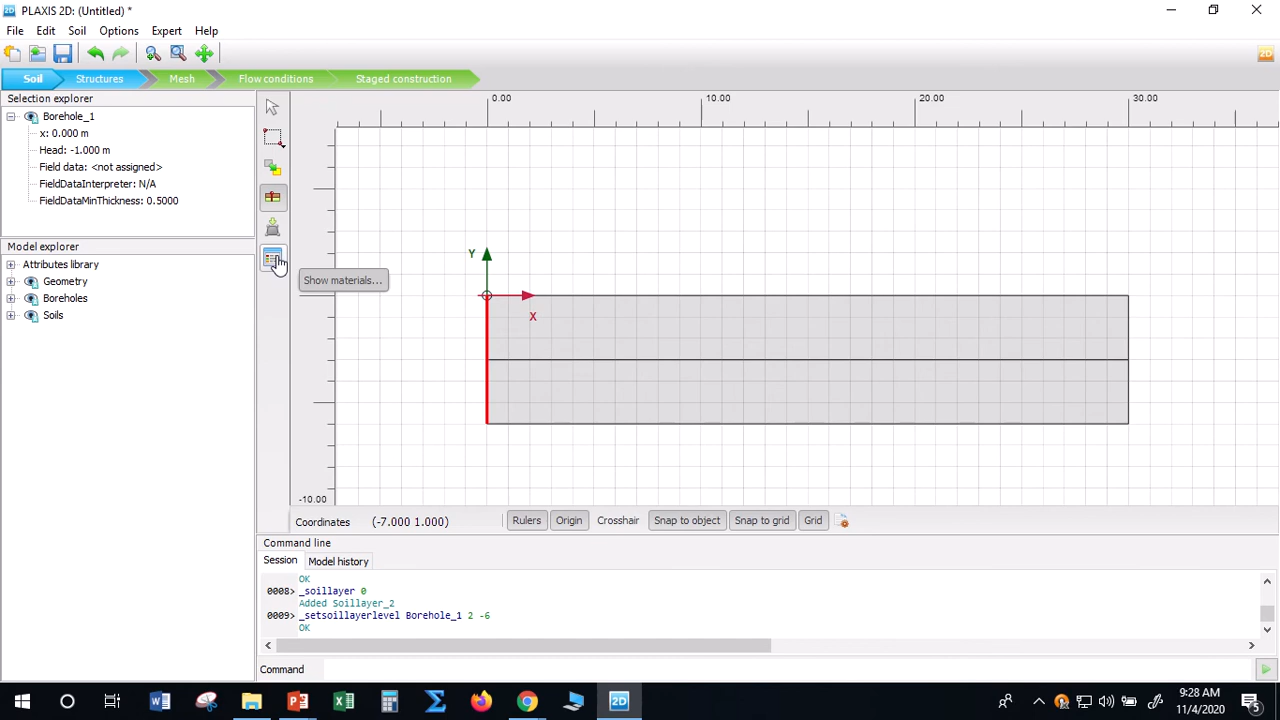 2D PLAXIS 2D: (Untitled) *
File Edit Soil Options Expert Help
2D
Soil Structures Mesh Flow conditions Staged construction
Selection explorer
Borehole_1
x: 0.000 m
Head: -1.000 m
Field data: <not assigned>
FieldDataInterpreter: N/A
FieldDataMinThickness: 0.5000
Model explorer
Attributes library
Geometry
Boreholes
Soils
0.00 10.00 20.00 30.00
Y
Show materials...
X
-10.00
Coordinates (-7.000 1.000) Rulers Origin Crosshair Snap to object Snap to grid Grid
Command line
Session Model history
OK
0008> _soillayer 0
Added Soillayer_2
0009> _setsoillayerlevel Borehole_1 2 -6
OK
Command
2D
9:28 AM
11/4/2020